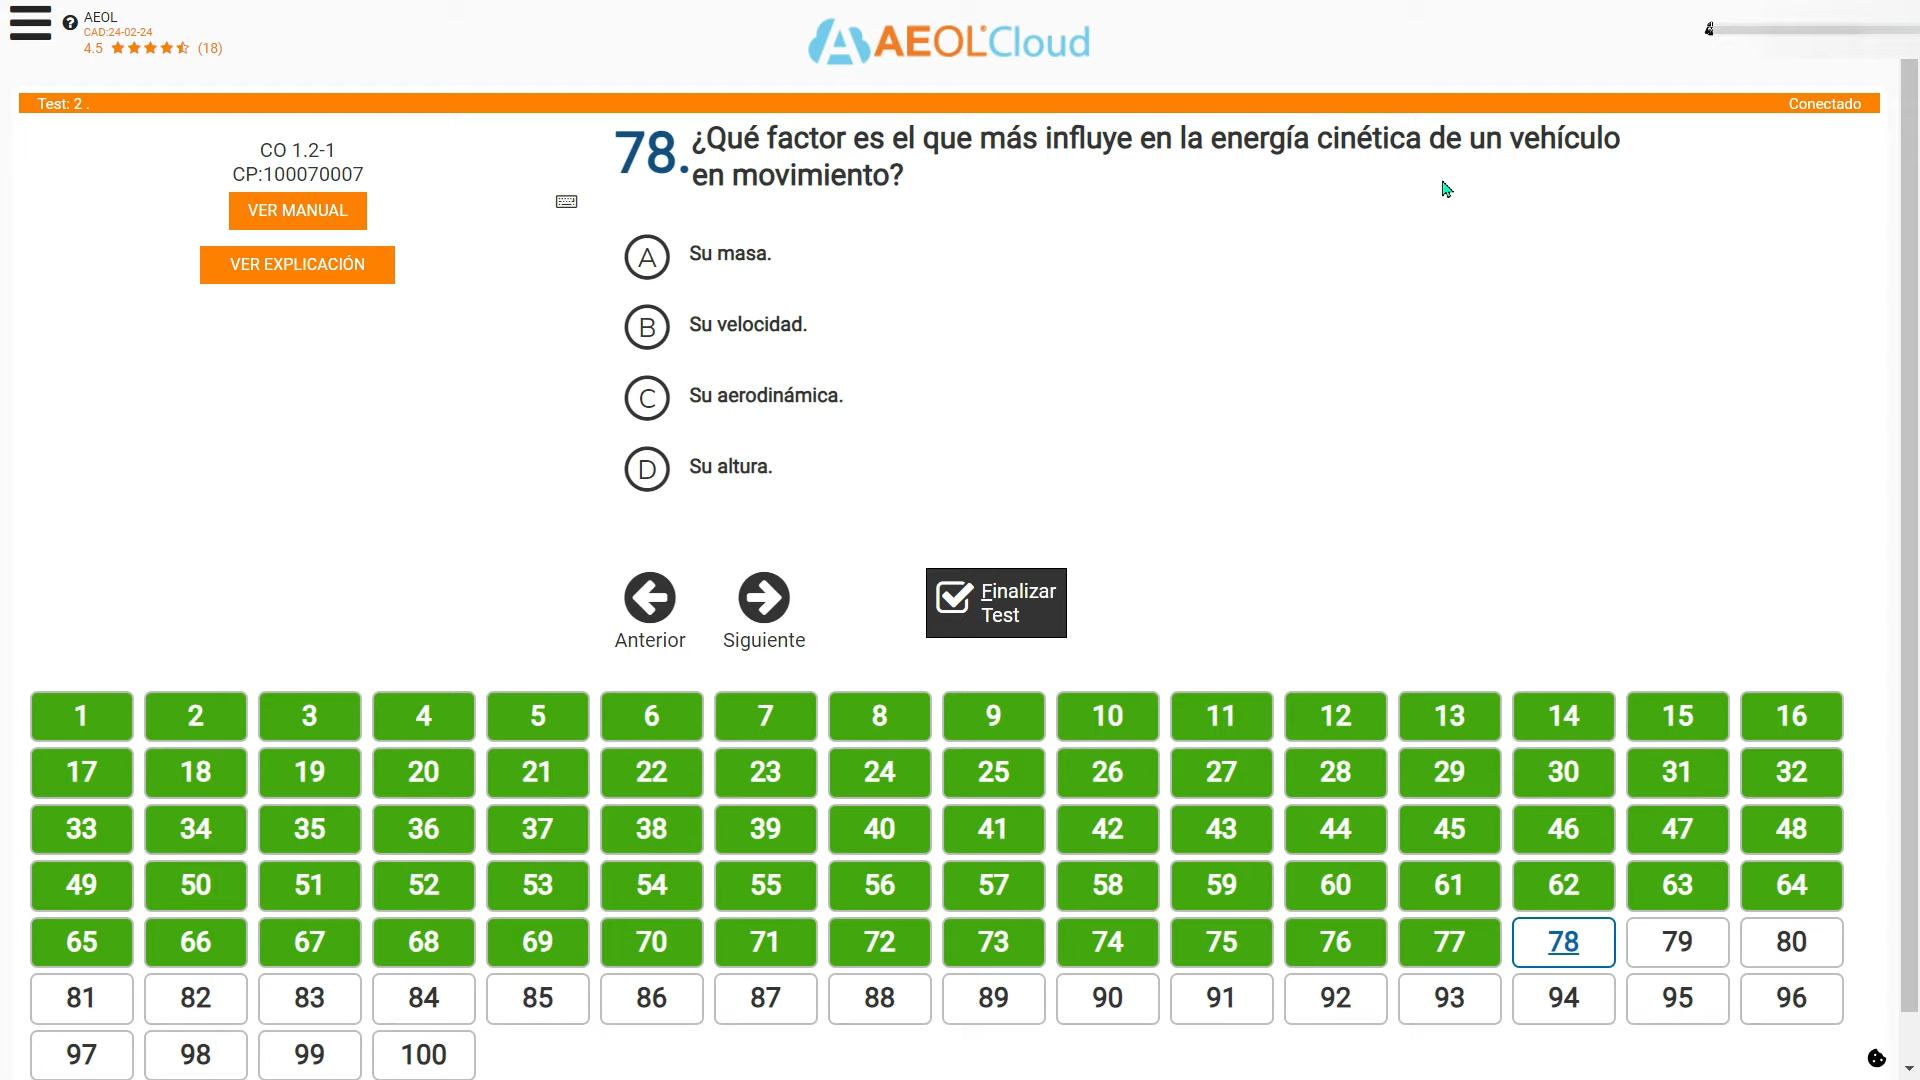 AEOL
CAD:24-02-24
4.5 (18)
AEOL Cloud
Test: 2 .
Conectado
CO 1.2-1
CP:100070007
VER MANUAL
VER EXPLICACIÓN
78. ¿Qué factor es el que más influye en la energía cinética de un vehículo
en movimiento?
A Su masa.
B Su velocidad.
C Su aerodinámica.
D Su altura.
Anterior
Siguiente
Finalizar
Test
1 2 3 4 5 6 7 8 9 10 11 12 13 14 15 16
17 18 19 20 21 22 23 24 25 26 27 28 29 30 31 32
33 34 35 36 37 38 39 40 41 42 43 44 45 46 47 48
49 50 51 52 53 54 55 56 57 58 59 60 61 62 63 64
65 66 67 68 69 70 71 72 73 74 75 76 77 78 79 80
81 82 83 84 85 86 87 88 89 90 91 92 93 94 95 96
97 98 99 100